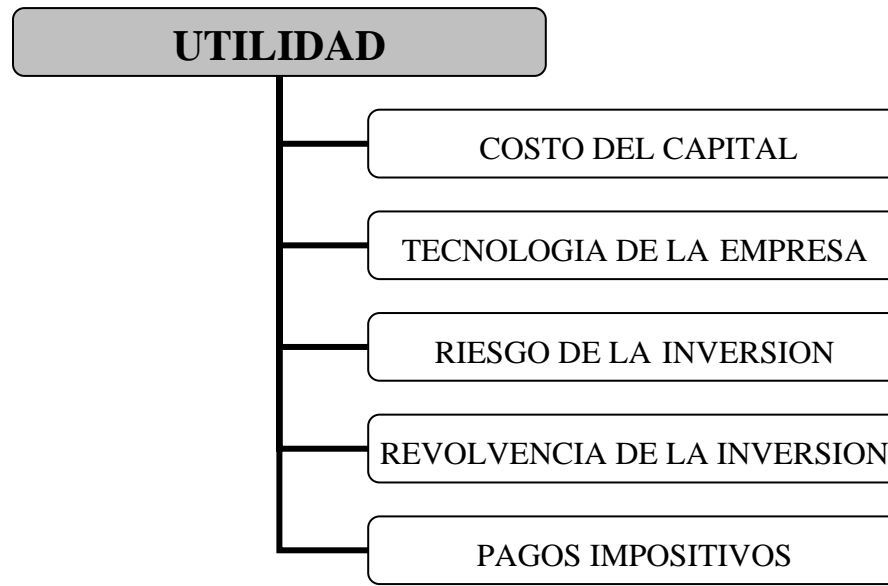 UTILIDAD
COSTO DEL CAPITAL
TECNOLOGIA DE LA EMPRESA
RIESGO DE LA INVERSION
REVOLVENCIA DE LA INVERSION
PAGOS IMPOSITIVOS